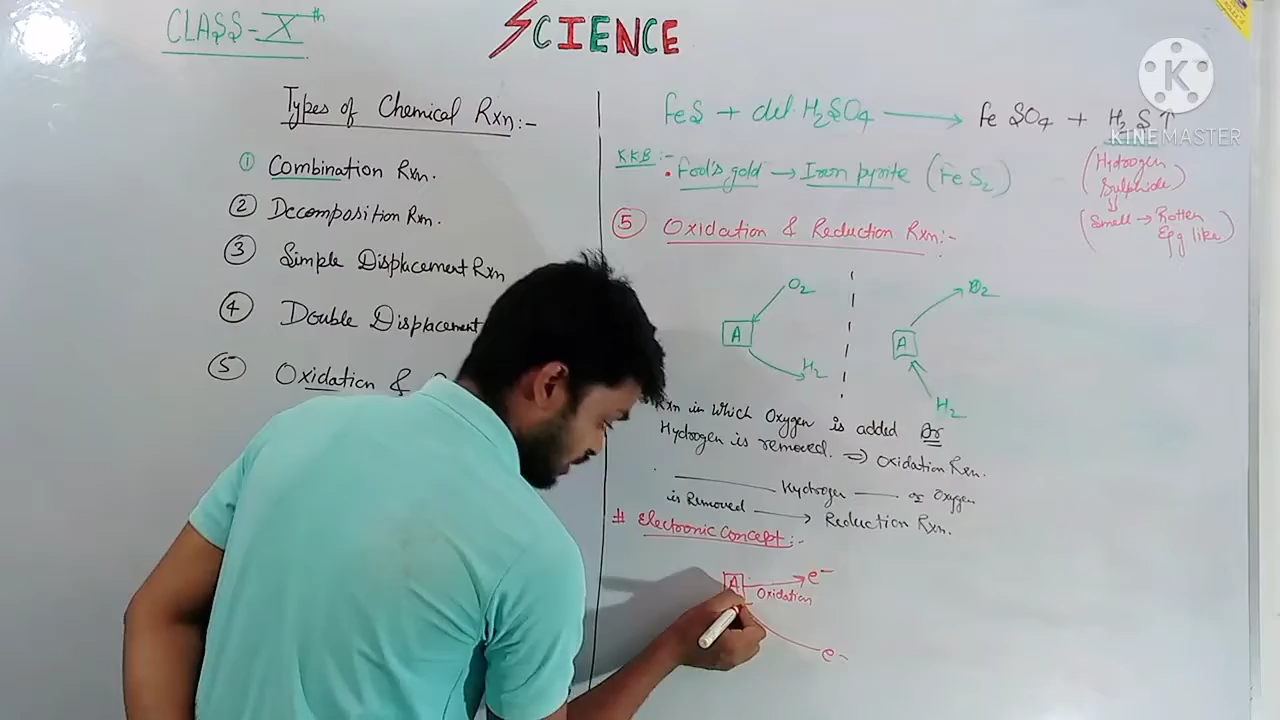 CLASS - X th
SCIENCE
K
KINEMASTER
Types of Chemical Rxn:-
① Combination Rxn.
② Decomposition Rxn.
③ Simple Displacement Rxn
④ Double Displacement
⑤ Oxidation &
FeS + dil. H2SO4 → FeSO4 + H2S↑
(Hydrogen
Sulphide)
⇓
(Smell → Rotten
Egg like)
K.K.B :-
• Fool's gold → Iron pyrite (FeS2)
⑤ Oxidation & Reduction Rxn:-
O2
A
H2
O2
A
H2
Rxn in which Oxygen is added Or
Hydrogen is removed. ⇒ Oxidation Rxn.
Hydrogen or Oxygen
is Removed → Reduction Rxn.
# Electronic concept:-
A → e-
Oxidation
e-